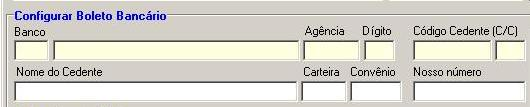 Configurar Boleto Bancário
Banco Agência Dígito Código Cedente (C/C)
Nome do Cedente Carteira Convênio Nosso número